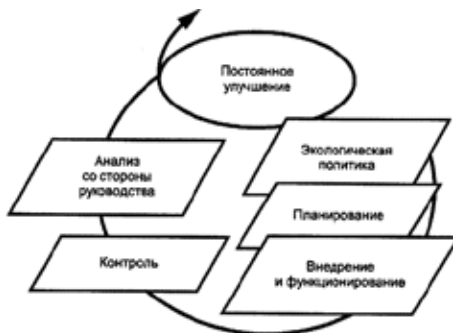 Постоянное
улучшение
Экологическая
политика
Планирование
Внедрение
и функционирование
Контроль
Анализ
со стороны
руководства